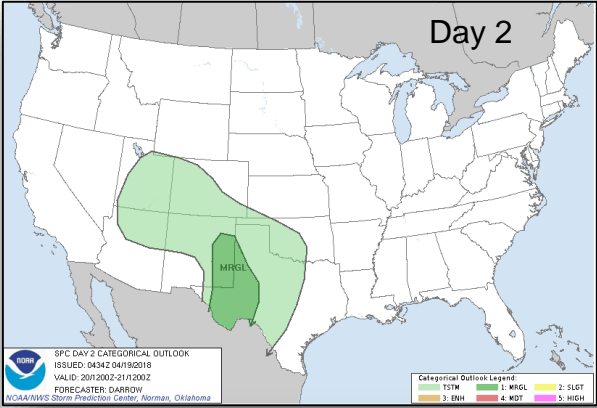 Day 2
MRGL
SPC DAY 2 CATEGORICAL OUTLOOK
ISSUED: 0434Z 04/19/2018
VALID: 20/1200Z-21/1200Z
FORECASTER: DARROW
NOAA/NWS Storm Prediction Center, Norman, Oklahoma
NOAA
Categorical Outlook Legend:
TSTM 1: MRGL 2: SLGT
3: ENH 4: MDT 5: HIGH